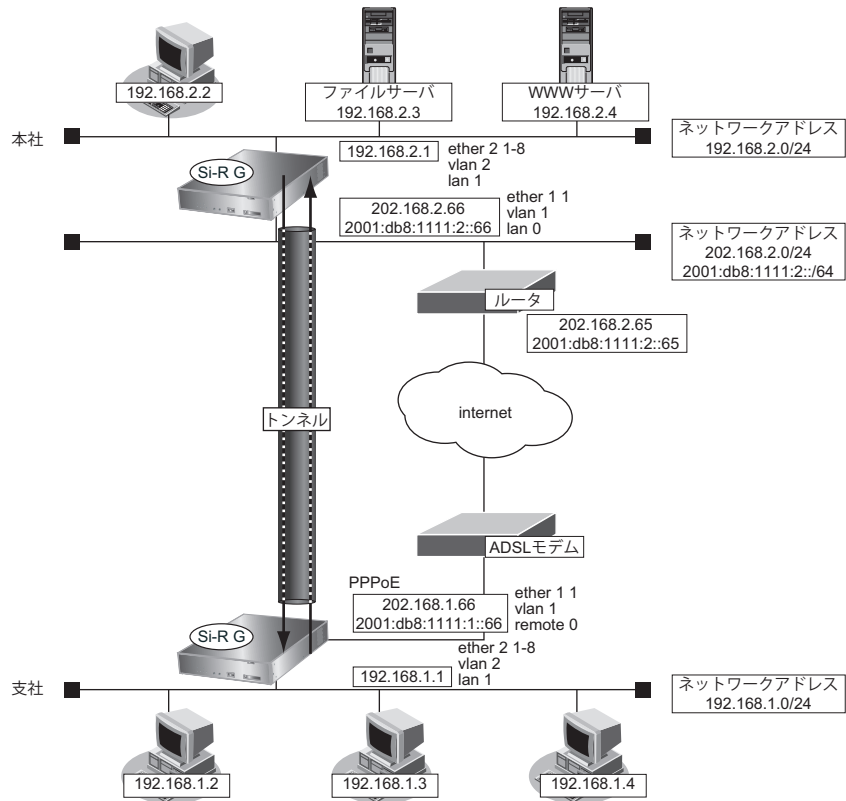 192.168.2.2
ファイルサーバ
192.168.2.3
WWWサーバ
192.168.2.4
本社
192.168.2.1
ether 2 1-8
vlan 2
lan 1
ネットワークアドレス
192.168.2.0/24
Si-R G
202.168.2.66
2001:db8:1111:2::66
ether 1 1
vlan 1
lan 0
ネットワークアドレス
202.168.2.0/24
2001:db8:1111:2::/64
ルータ
202.168.2.65
2001:db8:1111:2::65
トンネル
internet
ADSLモデム
PPPoE
202.168.1.66
2001:db8:1111:1::66
ether 1 1
vlan 1
remote 0
Si-R G
192.168.1.1
ether 2 1-8
vlan 2
lan 1
支社
ネットワークアドレス
192.168.1.0/24
192.168.1.2
192.168.1.3
192.168.1.4